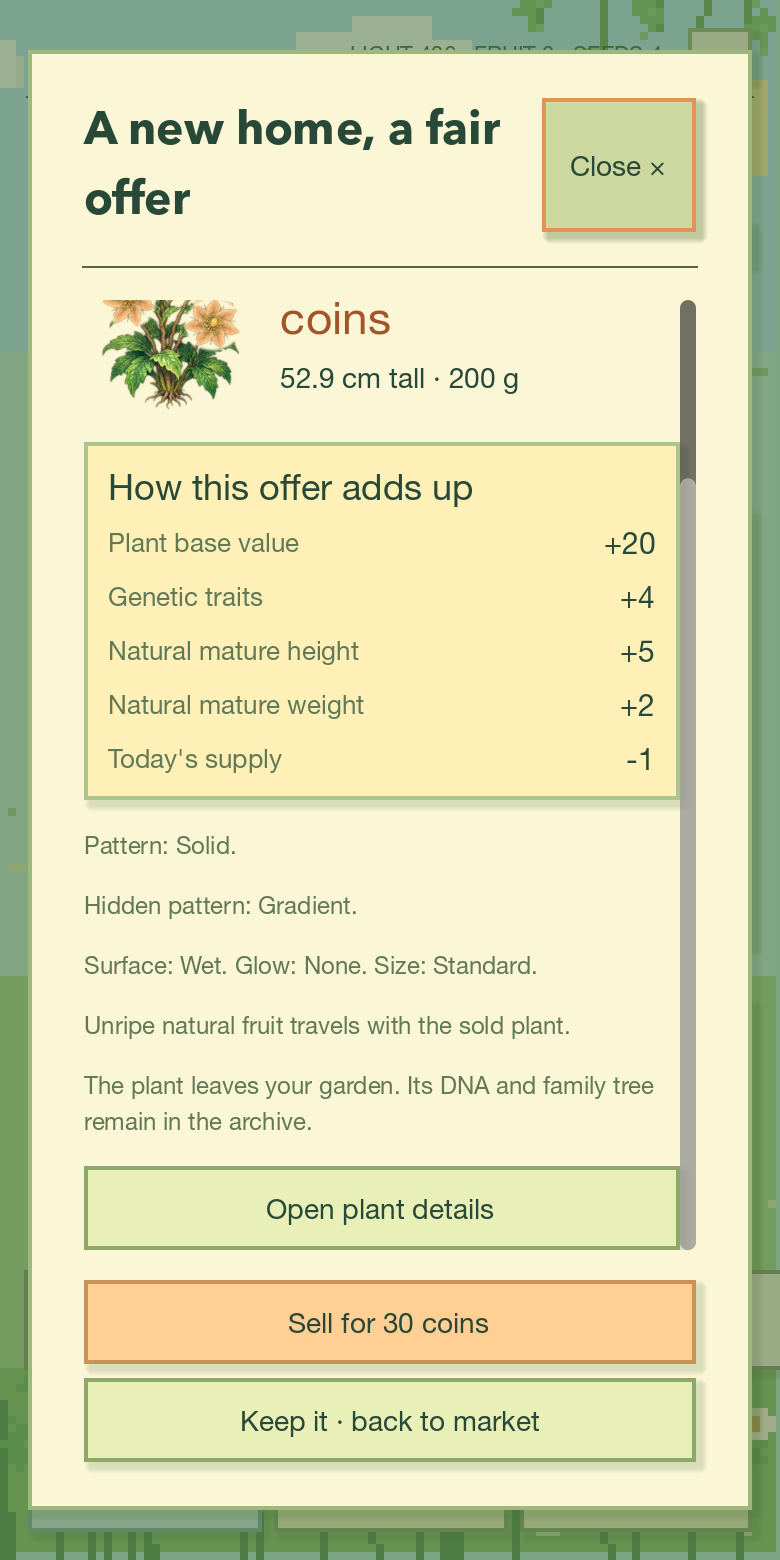 A new home, a fair
offer
Close ×
coins
52.9 cm tall · 200 g
How this offer adds up
Plant base value +20
Genetic traits +4
Natural mature height +5
Natural mature weight +2
Today's supply -1
Pattern: Solid.
Hidden pattern: Gradient.
Surface: Wet. Glow: None. Size: Standard.
Unripe natural fruit travels with the sold plant.
The plant leaves your garden. Its DNA and family tree
remain in the archive.
Open plant details
Sell for 30 coins
Keep it · back to market